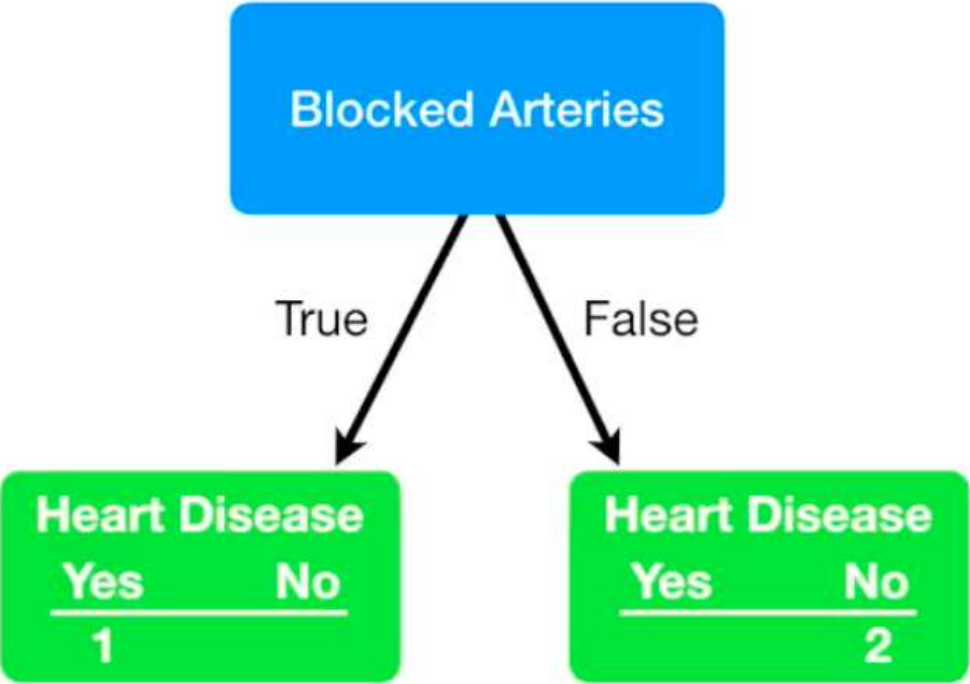 Blocked Arteries
True
False
Heart Disease
Yes No
1
Heart Disease
Yes No
2